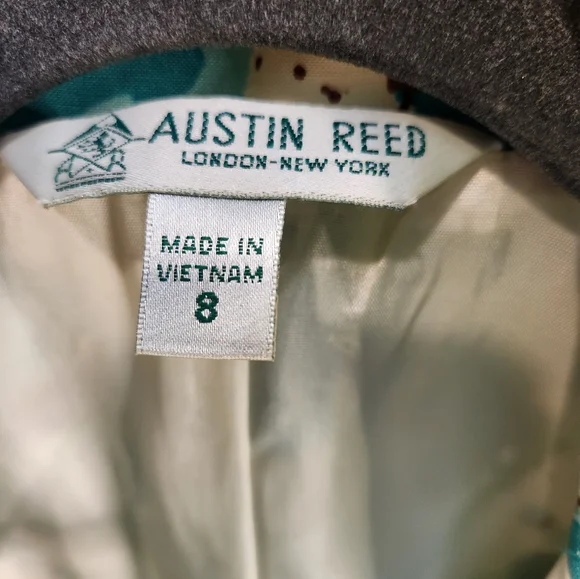 AUSTIN REED
LONDON-NEW YORK
MADE IN
VIETNAM
8